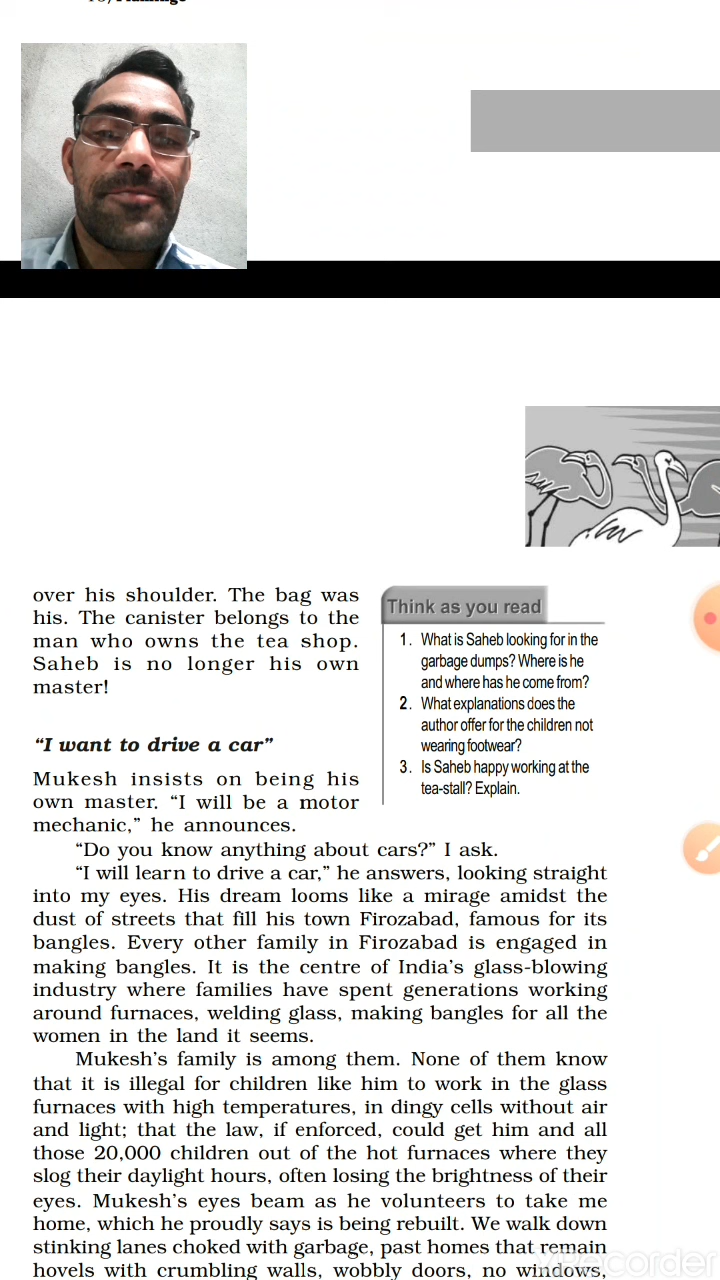 over his shoulder. The bag was
his. The canister belongs to the
man who owns the tea shop.
Saheb is no longer his own
master!
Think as you read
1. What is Saheb looking for in the
garbage dumps? Where is he
and where has he come from?
2. What explanations does the
author offer for the children not
wearing footwear?
3. Is Saheb happy working at the
tea-stall? Explain.
“I want to drive a car”
Mukesh insists on being his
own master. “I will be a motor
mechanic,” he announces.
“Do you know anything about cars?” I ask.
“I will learn to drive a car,” he answers, looking straight
into my eyes. His dream looms like a mirage amidst the
dust of streets that fill his town Firozabad, famous for its
bangles. Every other family in Firozabad is engaged in
making bangles. It is the centre of India’s glass-blowing
industry where families have spent generations working
around furnaces, welding glass, making bangles for all the
women in the land it seems.
Mukesh’s family is among them. None of them know
that it is illegal for children like him to work in the glass
furnaces with high temperatures, in dingy cells without air
and light; that the law, if enforced, could get him and all
those 20,000 children out of the hot furnaces where they
slog their daylight hours, often losing the brightness of their
eyes. Mukesh’s eyes beam as he volunteers to take me
home, which he proudly says is being rebuilt. We walk down
stinking lanes choked with garbage, past homes that remain
hovels with crumbling walls, wobbly doors, no windows,